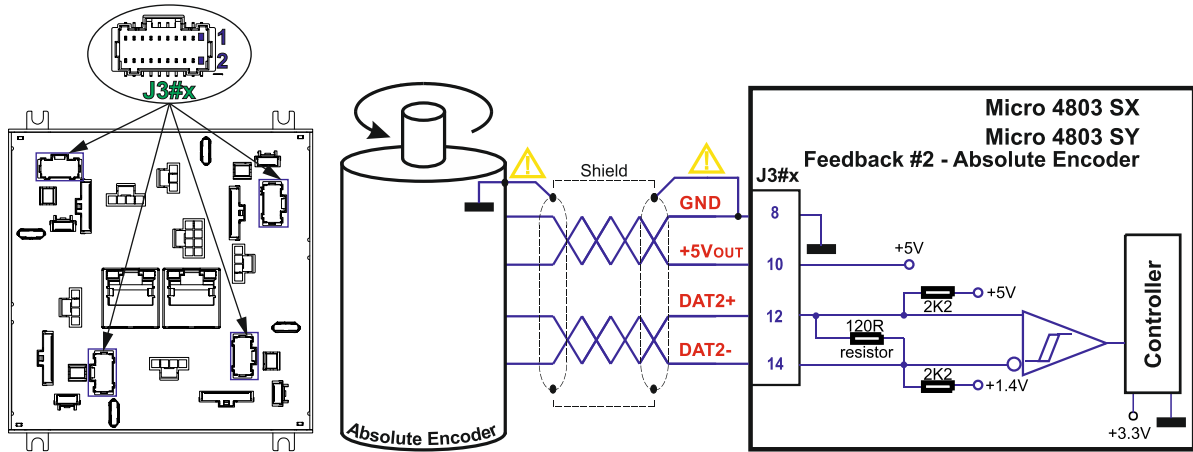 1
2
J3#x
Absolute Encoder
Shield
GND
+5VOUT
DAT2+
DAT2-
Micro 4803 SX
Micro 4803 SY
Feedback #2 - Absolute Encoder
J3#x
8
10
12
14
+5V
+5V
2K2
120R
resistor
2K2
+1.4V
Controller
+3.3V